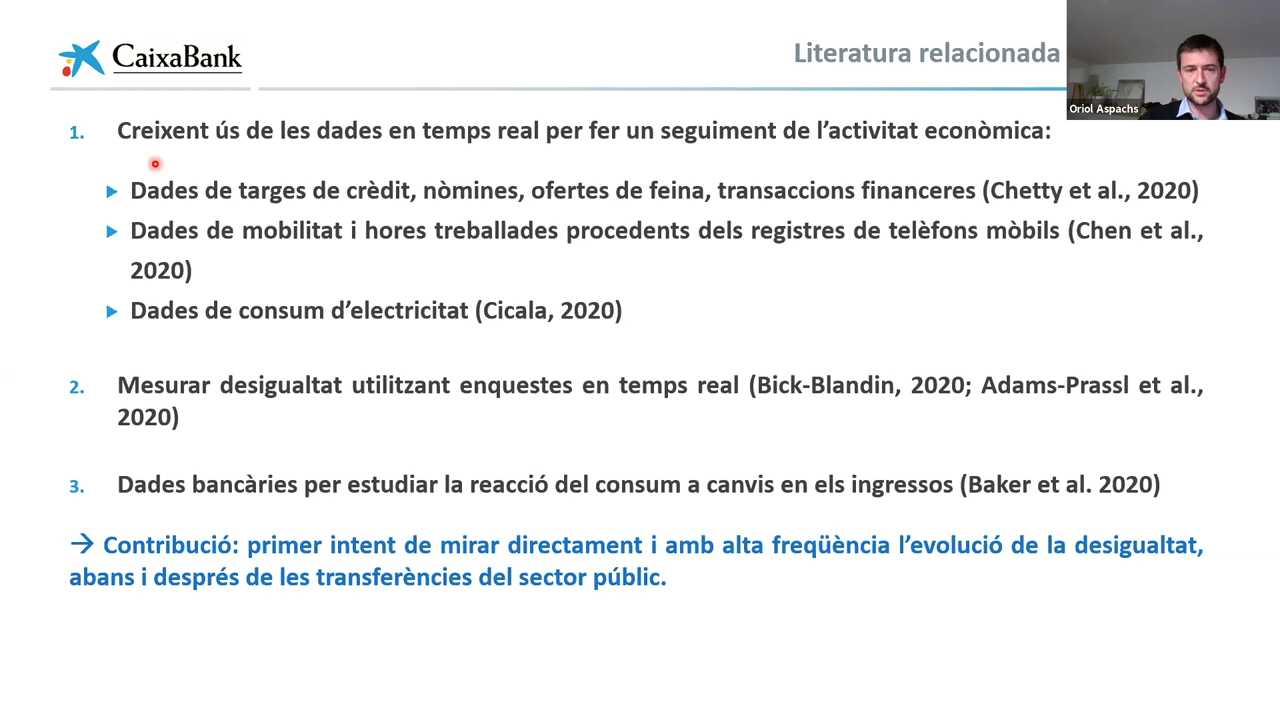 CaixaBank
Literatura relacionada
Oriol Aspachs
1. Creixent ús de les dades en temps real per fer un seguiment de l’activitat econòmica:
Dades de targes de crèdit, nòmines, ofertes de feina, transaccions financeres (Chetty et al., 2020)
Dades de mobilitat i hores treballades procedents dels registres de telèfons mòbils (Chen et al.,
2020)
Dades de consum d’electricitat (Cicala, 2020)
2. Mesurar desigualtat utilitzant enquestes en temps real (Bick-Blandin, 2020; Adams-Prassl et al.,
2020)
3. Dades bancàries per estudiar la reacció del consum a canvis en els ingressos (Baker et al. 2020)
→ Contribució: primer intent de mirar directament i amb alta freqüència l’evolució de la desigualtat,
abans i després de les transferències del sector públic.